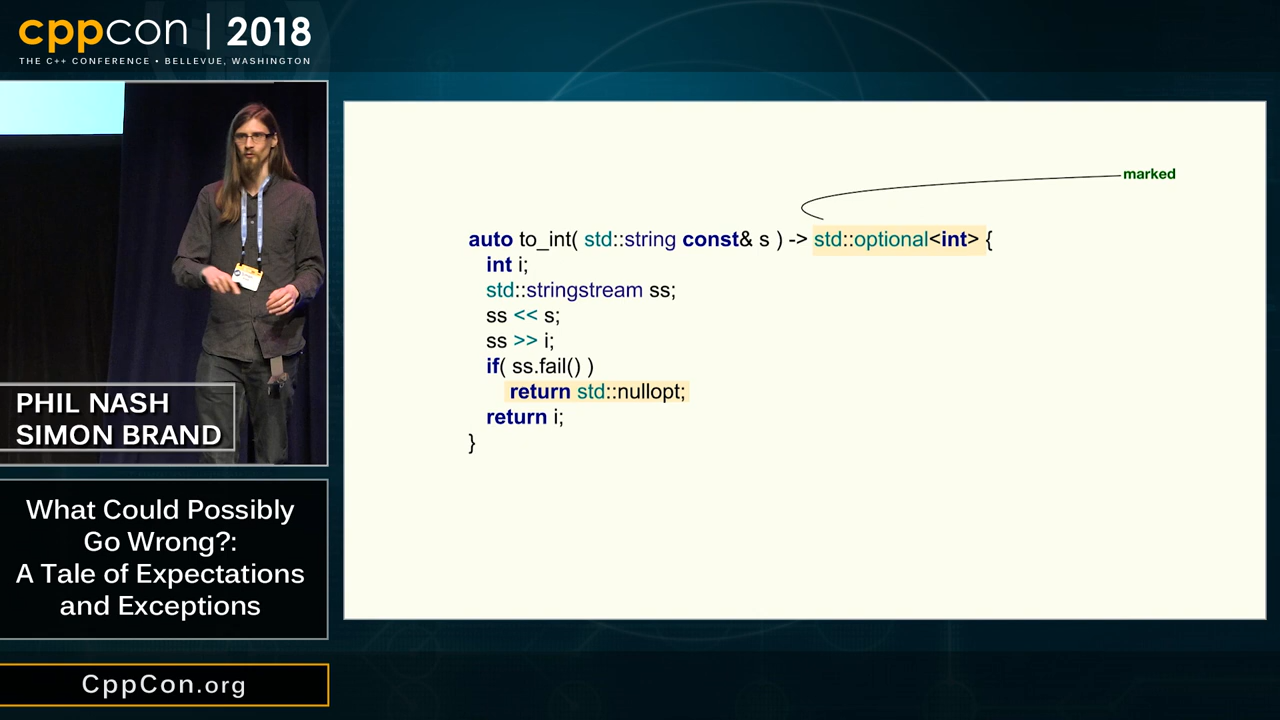 cppcon | 2018
THE C++ CONFERENCE • BELLEVUE, WASHINGTON
PHIL NASH
SIMON BRAND
What Could Possibly
Go Wrong?:
A Tale of Expectations
and Exceptions
CppCon.org
marked
auto to_int( std::string const& s ) -> std::optional<int> {
int i;
std::stringstream ss;
ss << s;
ss >> i;
if( ss.fail() )
return std::nullopt;
return i;
}